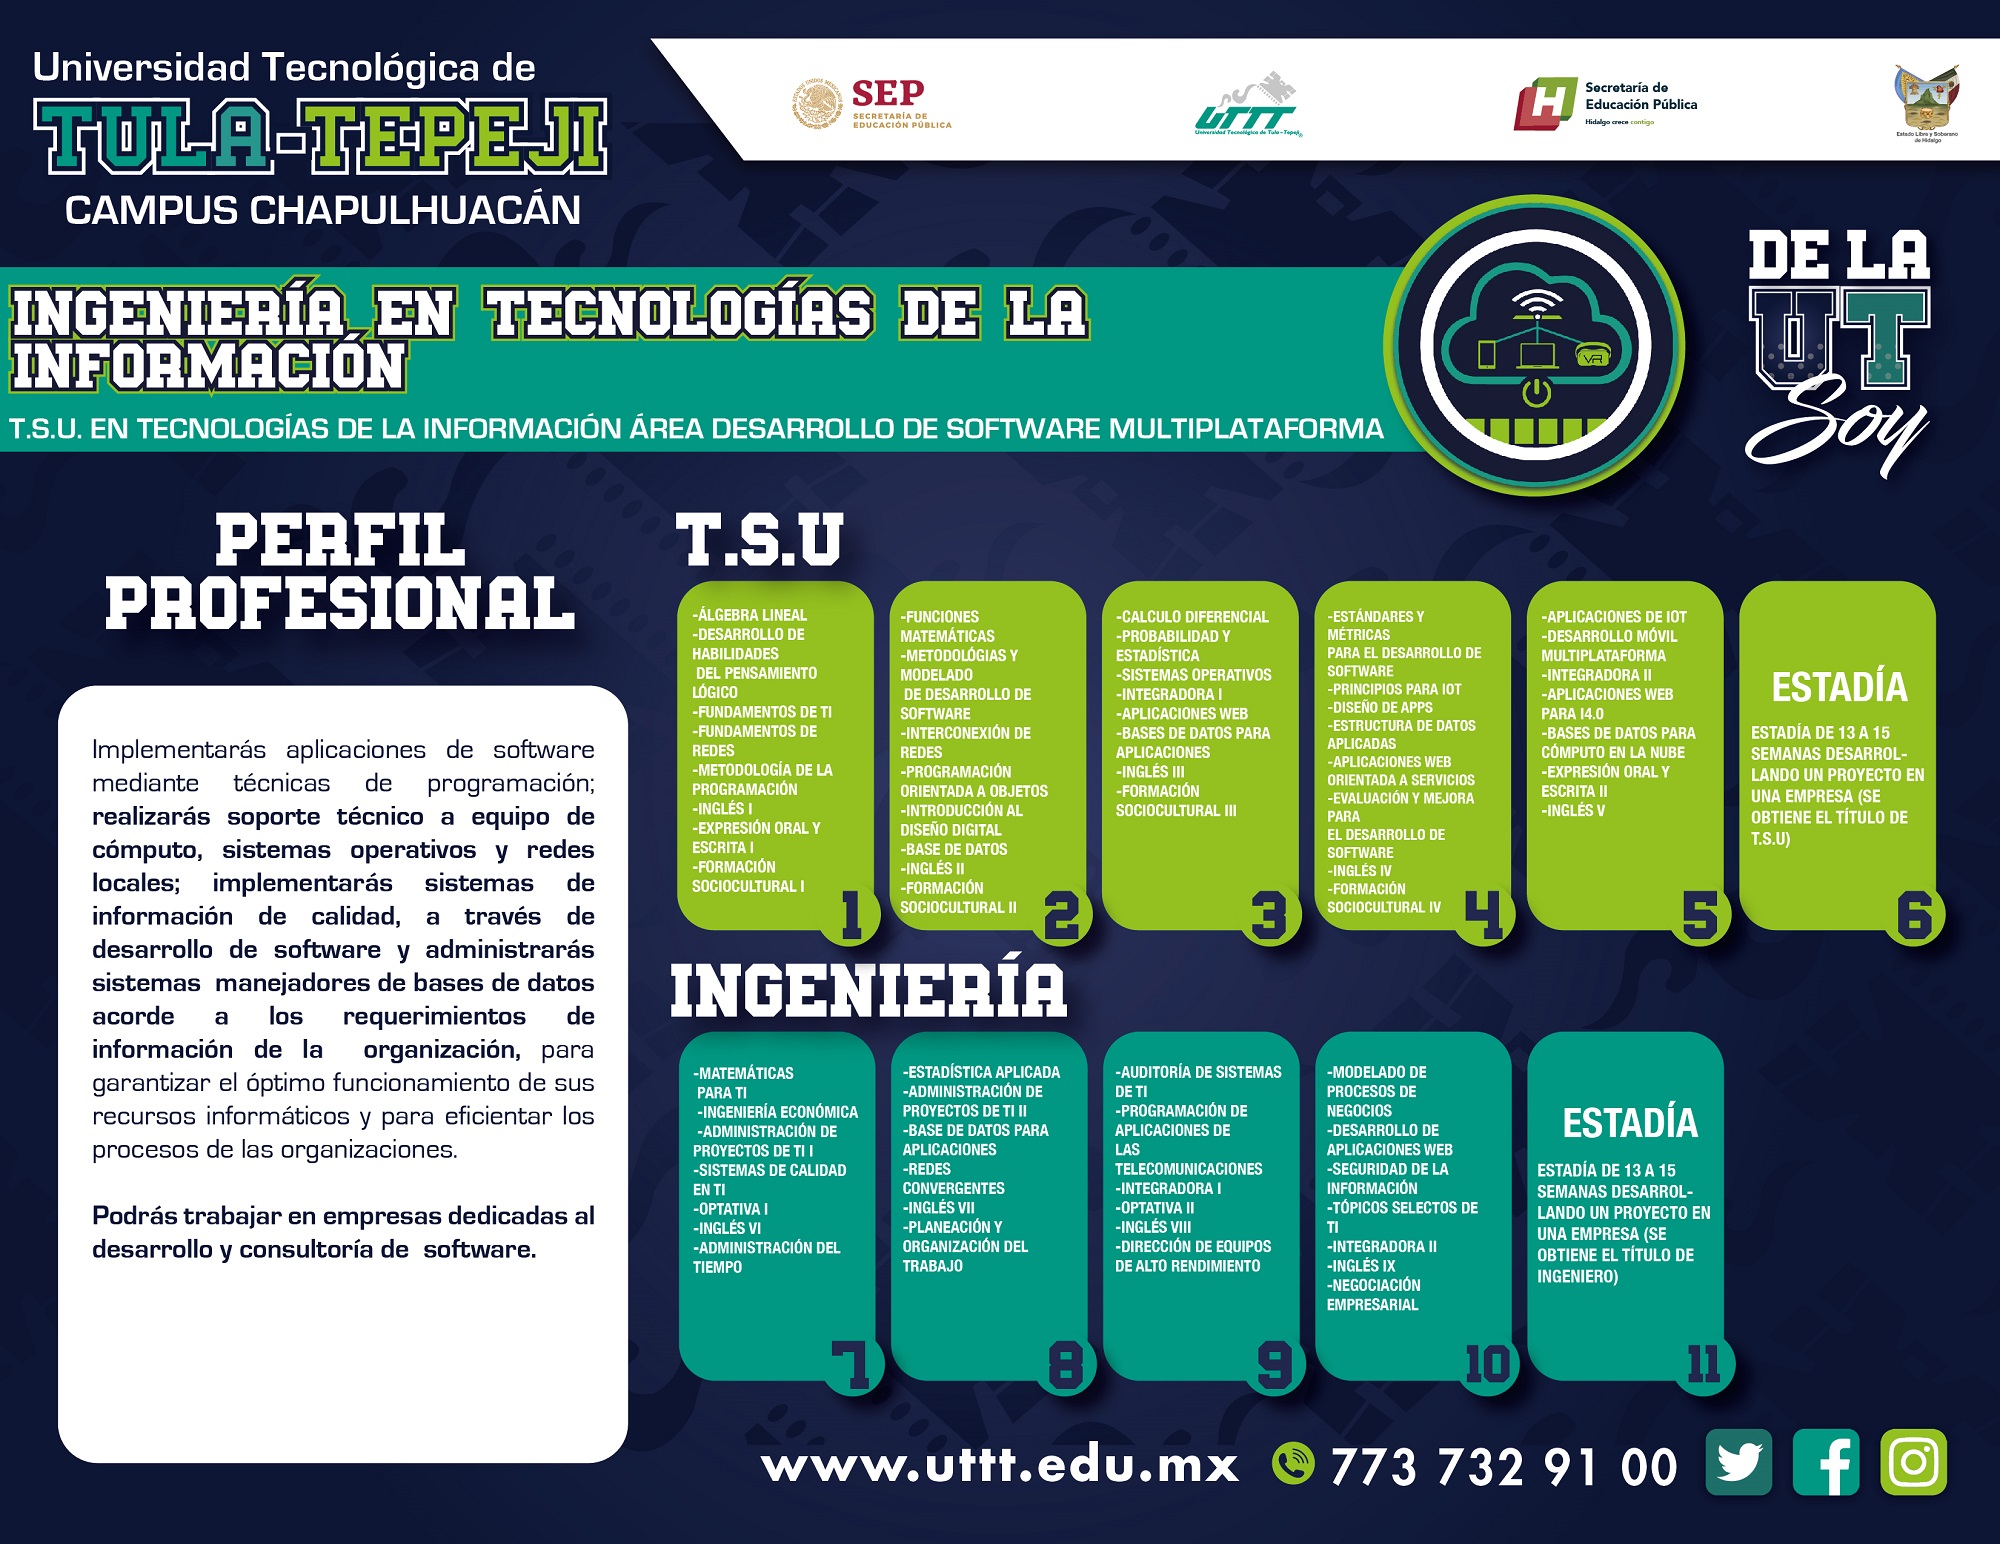 Universidad Tecnológica de
TULA-TEPEJI
CAMPUS CHAPULHUACÁN
SEP
SECRETARÍA DE
EDUCACIÓN PÚBLICA
UTTT
Universidad Tecnológica de Tula-Tepeji
H
Secretaría de
Educación Pública
Hidalgo crece contigo
Estado Libre y Soberano
de Hidalgo
INGENIERÍA EN TECNOLOGÍAS DE LA
INFORMACIÓN
T.S.U. EN TECNOLOGÍAS DE LA INFORMACIÓN ÁREA DESARROLLO DE SOFTWARE MULTIPLATAFORMA
VR
DE LA
UT
Soy
PERFIL
PROFESIONAL
Implementarás aplicaciones de software
mediante técnicas de programación;
realizarás soporte técnico a equipo de
cómputo, sistemas operativos y redes
locales; implementarás sistemas de
información de calidad, a través de
desarrollo de software y administrarás
sistemas manejadores de bases de datos
acorde a los requerimientos de
información de la organización, para
garantizar el óptimo funcionamiento de sus
recursos informáticos y para eficientar los
procesos de las organizaciones.
Podrás trabajar en empresas dedicadas al
desarrollo y consultoría de software.
T.S.U
-ÁLGEBRA LINEAL
-DESARROLLO DE
HABILIDADES
DEL PENSAMIENTO
LÓGICO
-FUNDAMENTOS DE TI
-FUNDAMENTOS DE
REDES
-METODOLOGÍA DE LA
PROGRAMACIÓN
-INGLÉS I
-EXPRESIÓN ORAL Y
ESCRITA I
-FORMACIÓN
SOCIOCULTURAL I
1
-FUNCIONES
MATEMÁTICAS
-METODOLÓGIAS Y
MODELADO
DE DESARROLLO DE
SOFTWARE
-INTERCONEXIÓN DE
REDES
-PROGRAMACIÓN
ORIENTADA A OBJETOS
-INTRODUCCIÓN AL
DISEÑO DIGITAL
-BASE DE DATOS
-INGLÉS II
-FORMACIÓN
SOCIOCULTURAL II
2
-CALCULO DIFERENCIAL
-PROBABILIDAD Y
ESTADÍSTICA
-SISTEMAS OPERATIVOS
-INTEGRADORA I
-APLICACIONES WEB
-BASES DE DATOS PARA
APLICACIONES
-INGLÉS III
-FORMACIÓN
SOCIOCULTURAL III
3
-ESTÁNDARES Y
MÉTRICAS
PARA EL DESARROLLO DE
SOFTWARE
-PRINCIPIOS PARA IOT
-DISEÑO DE APPS
-ESTRUCTURA DE DATOS
APLICADAS
-APLICACIONES WEB
ORIENTADA A SERVICIOS
-EVALUACIÓN Y MEJORA
PARA
EL DESARROLLO DE
SOFTWARE
-INGLÉS IV
-FORMACIÓN
SOCIOCULTURAL IV
4
-APLICACIONES DE IOT
-DESARROLLO MÓVIL
MULTIPLATAFORMA
-INTEGRADORA II
-APLICACIONES WEB
PARA I4.0
-BASES DE DATOS PARA
CÓMPUTO EN LA NUBE
-EXPRESIÓN ORAL Y
ESCRITA II
-INGLÉS V
5
ESTADÍA
ESTADÍA DE 13 A 15
SEMANAS DESARROL-
LANDO UN PROYECTO EN
UNA EMPRESA (SE
OBTIENE EL TÍTULO DE
T.S.U)
6
INGENIERÍA
-MATEMÁTICAS
PARA TI
-INGENIERÍA ECONÓMICA
-ADMINISTRACIÓN DE
PROYECTOS DE TI I
-SISTEMAS DE CALIDAD
EN TI
-OPTATIVA I
-INGLÉS VI
-ADMINISTRACIÓN DEL
TIEMPO
7
-ESTADÍSTICA APLICADA
-ADMINISTRACIÓN DE
PROYECTOS DE TI II
-BASE DE DATOS PARA
APLICACIONES
-REDES
CONVERGENTES
-INGLÉS VII
-PLANEACIÓN Y
ORGANIZACIÓN DEL
TRABAJO
8
-AUDITORÍA DE SISTEMAS
DE TI
-PROGRAMACIÓN DE
APLICACIONES DE
LAS
TELECOMUNICACIONES
-INTEGRADORA I
-OPTATIVA II
-INGLÉS VIII
-DIRECCIÓN DE EQUIPOS
DE ALTO RENDIMIENTO
9
-MODELADO DE
PROCESOS DE
NEGOCIOS
-DESARROLLO DE
APLICACIONES WEB
-SEGURIDAD DE LA
INFORMACIÓN
-TÓPICOS SELECTOS DE
TI
-INTEGRADORA II
-INGLÉS IX
-NEGOCIACIÓN
EMPRESARIAL
10
ESTADÍA
ESTADÍA DE 13 A 15
SEMANAS DESARROL-
LANDO UN PROYECTO EN
UNA EMPRESA (SE
OBTIENE EL TÍTULO DE
INGENIERO)
11
www.uttt.edu.mx
773 732 91 00